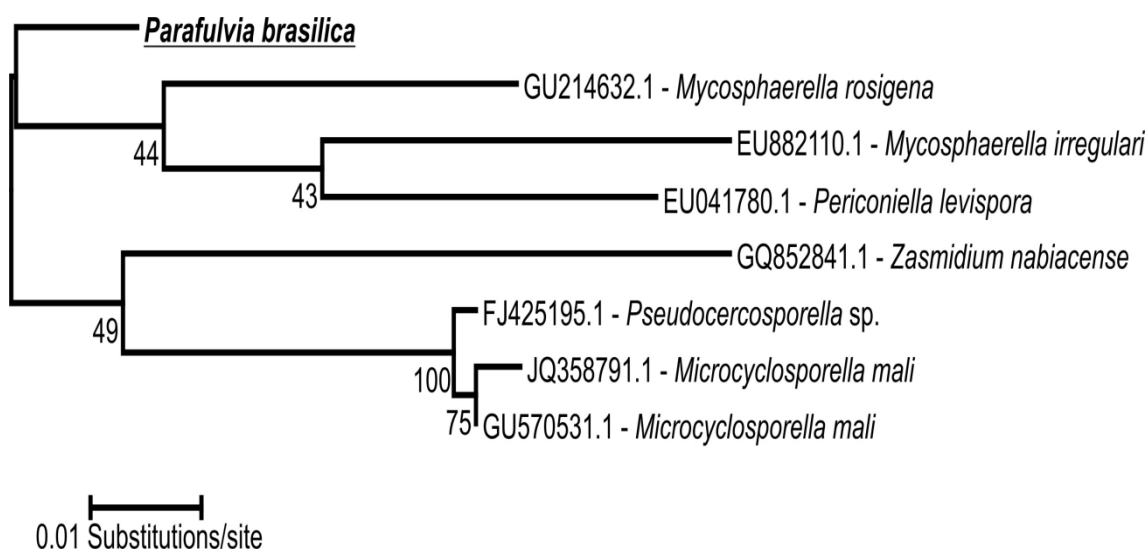 Parafulvia brasilica
GU214632.1 - Mycosphaerella rosigena
44
EU882110.1 - Mycosphaerella irregulari
43
EU041780.1 - Periconiella levispora
GQ852841.1 - Zasmidium nabiacense
49
FJ425195.1 - Pseudocercosporella sp.
100
JQ358791.1 - Microcyclosporella mali
75
GU570531.1 - Microcyclosporella mali
0.01 Substitutions/site